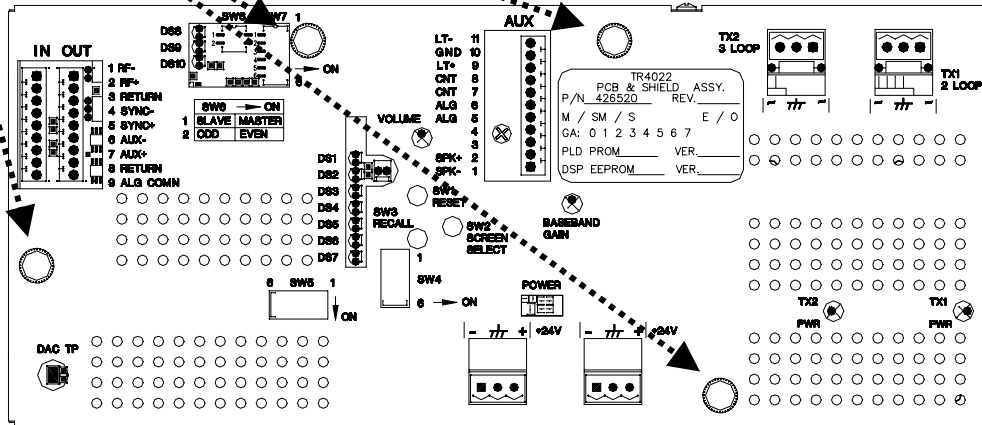 IN OUT
1 RF-
2 RF+
3 RETURN
4 SYNC-
5 SYNC+
6 AUX-
7 AUX+
8 RETURN
9 ALG COMN
SW6 SW7 1
DS8
DS9
DS10
ON
SW6 ON
1 SLAVE MASTER
2 ODD EVEN
VOLUME
DS1
DS2
DS3
DS4
DS5
DS6
DS7
SW1
RESET
SW3
RECALL
SW2
SCREEN
SELECT
1
SW4
6 ON
6 SW5 1
ON
DAC TP
AUX
LT- 11
GND 10
LT+ 9
CNT 8
CNT 7
ALG 6
ALG 5
4
3
SPK+ 2
SPK- 1
TR4022
PCB & SHIELD ASSY.
P/N 426520 REV.
M / SM / S E / O
GA: 0 1 2 3 4 5 6 7
PLD PROM VER.
DSP EEPROM VER.
BASEBAND
GAIN
POWER
- + +24V
- + +24V
TX2
3 LOOP
~ ~
TX1
2 LOOP
~ ~
TX2
PWR
TX1
PWR